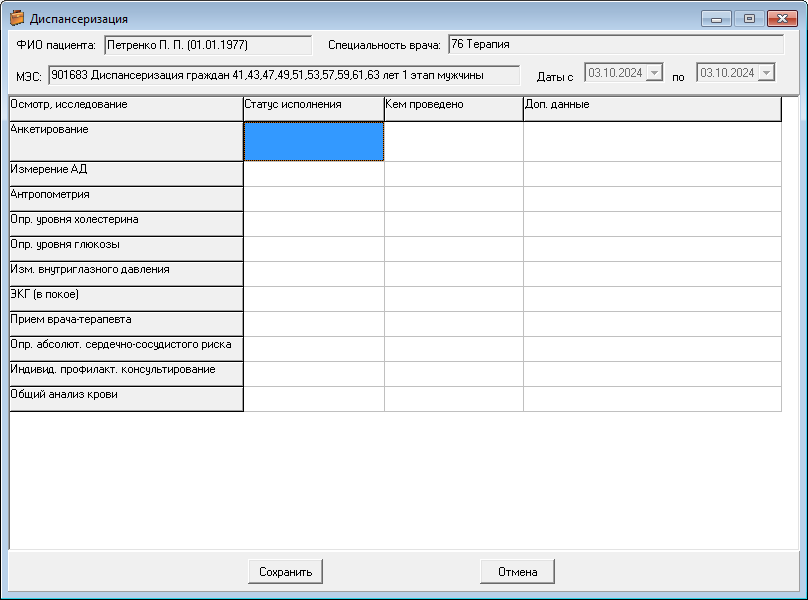 Диспансеризация
ФИО пациента: Петренко П. П. (01.01.1977) Специальность врача: 76 Терапия
МЭС: 901683 Диспансеризация граждан 41,43,47,49,51,53,57,59,61,63 лет 1 этап мужчины Даты с 03.10.2024 по 03.10.2024
Осмотр, исследование Статус исполнения Кем проведено Доп. данные
Анкетирование
Измерение АД
Антропометрия
Опр. уровня холестерина
Опр. уровня глюкозы
Изм. внутриглазного давления
ЭКГ (в покое)
Прием врача-терапевта
Опр. абсолют. сердечно-сосудистого риска
Индивид. профилакт. консультирование
Общий анализ крови
Сохранить Отмена